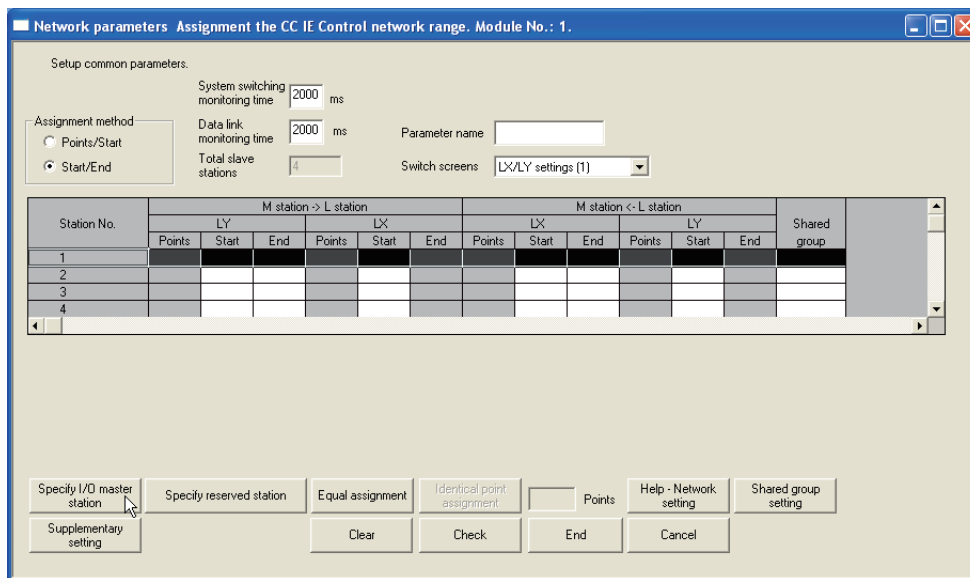 Network parameters Assignment the CC IE Control network range. Module No.: 1.
Setup common parameters.
System switching
monitoring time 2000 ms
Assignment method
Points/Start
Start/End
Data link
monitoring time 2000 ms
Parameter name
Total slave
stations 4
Switch screens LX/LY settings (1)
Station No. M station -> L station M station <- L station Shared
group
LY LX LX LY
Points Start End Points Start End Points Start End Points Start End
1
2
3
4
Specify I/O master
station
Specify reserved station
Equal assignment
Identical point
assignment
Points
Help - Network
setting
Shared group
setting
Supplementary
setting
Clear
Check
End
Cancel